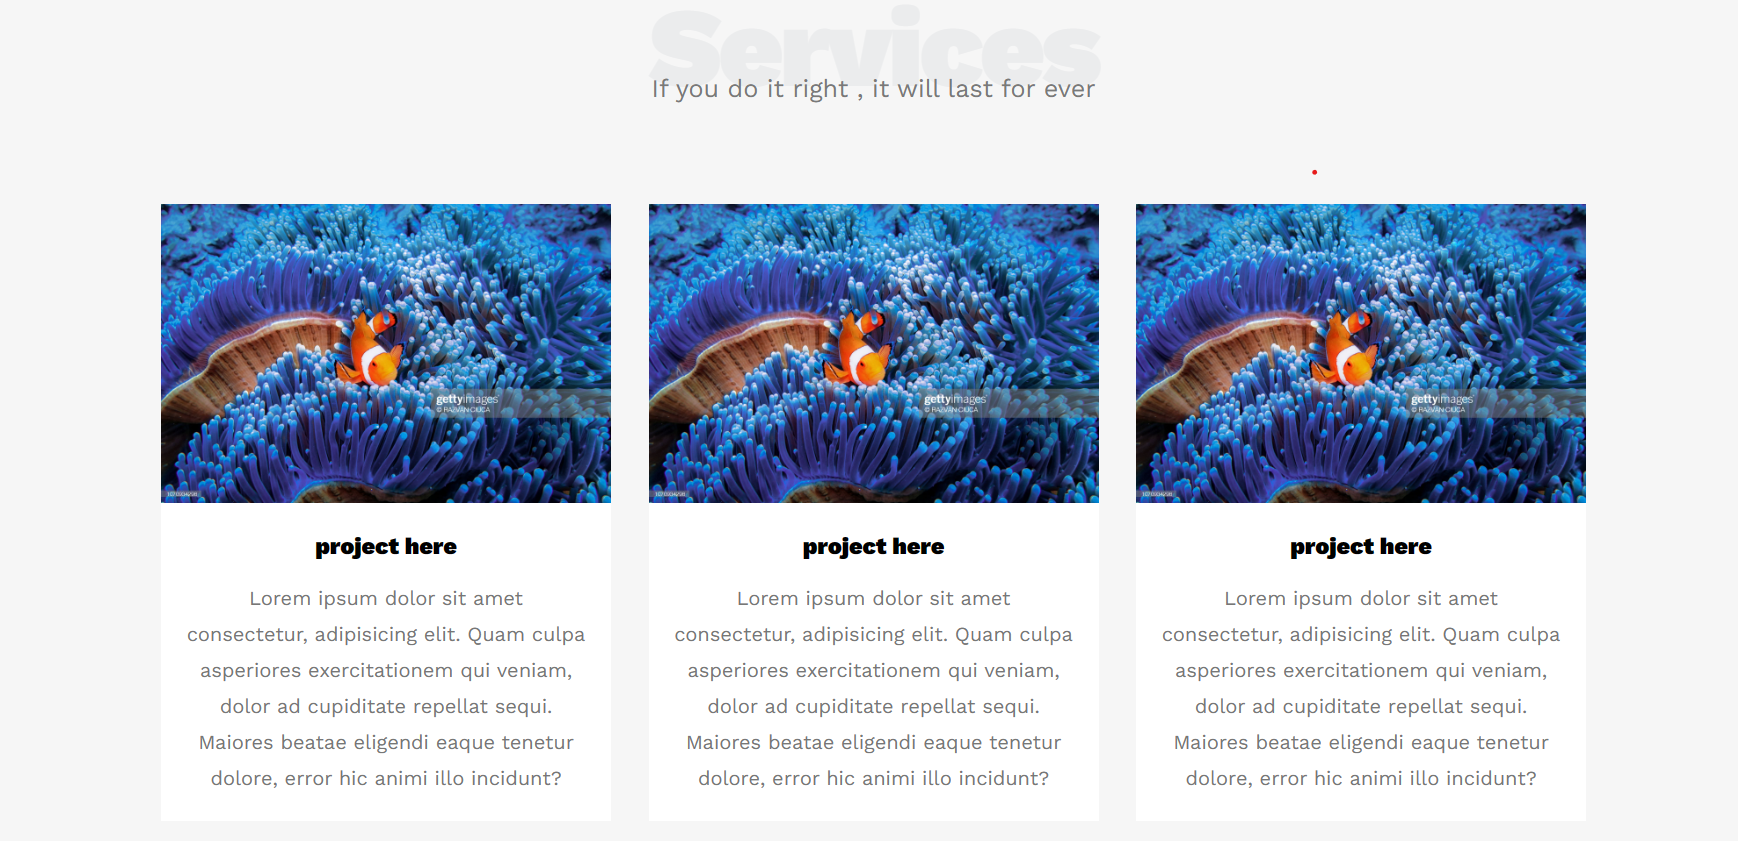 Services
If you do it right , it will last for ever
gettyimages
© RAZVAN CIUCA
project here
Lorem ipsum dolor sit amet
consectetur, adipisicing elit. Quam culpa
asperiores exercitationem qui veniam,
dolor ad cupiditate repellat sequi.
Maiores beatae eligendi eaque tenetur
dolore, error hic animi illo incidunt?
gettyimages
© RAZVAN CIUCA
project here
Lorem ipsum dolor sit amet
consectetur, adipisicing elit. Quam culpa
asperiores exercitationem qui veniam,
dolor ad cupiditate repellat sequi.
Maiores beatae eligendi eaque tenetur
dolore, error hic animi illo incidunt?
gettyimages
© RAZVAN CIUCA
project here
Lorem ipsum dolor sit amet
consectetur, adipisicing elit. Quam culpa
asperiores exercitationem qui veniam,
dolor ad cupiditate repellat sequi.
Maiores beatae eligendi eaque tenetur
dolore, error hic animi illo incidunt?